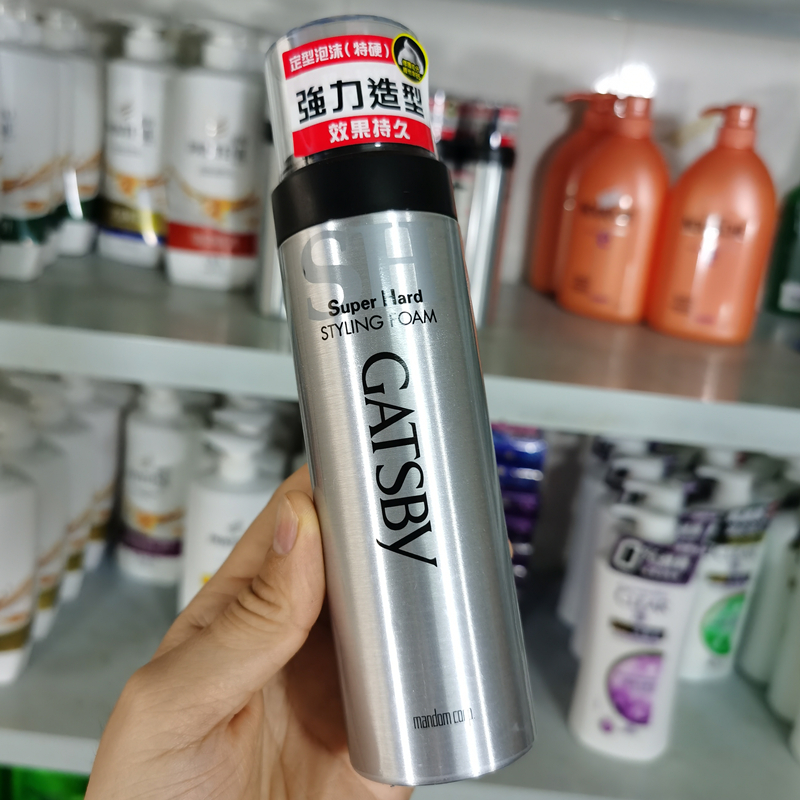 定型泡沫(特硬)
強力造型
效果持久
SH
Super Hard
STYLING FOAM
GATSBY
mandom corp.
CLEAR